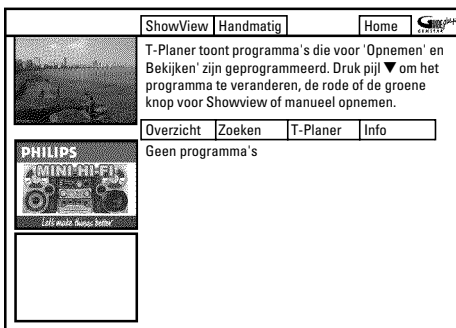 ShowView Handmatig Home GUIDE Plus+
GEMSTAR
T-Planer toont programma's die voor 'Opnemen' en
Bekijken' zijn geprogrammeerd. Druk pijl ▼ om het
programma te veranderen, de rode of de groene
knop voor Showview of manueel opnemen.
Overzicht Zoeken T-Planer Info
Geen programma's
PHILIPS
MINI-HI-FI
Let's make things better